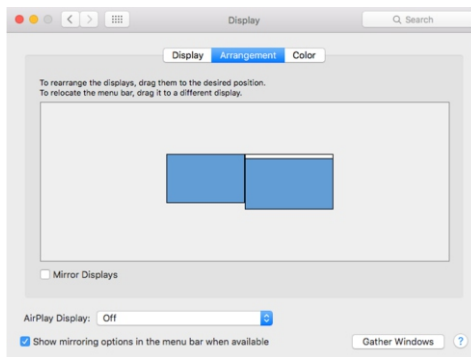 Display
Search
Display Arrangement Color
To rearrange the displays, drag them to the desired position.
To relocate the menu bar, drag it to a different display.
Mirror Displays
AirPlay Display: Off
Show mirroring options in the menu bar when available
Gather Windows ?